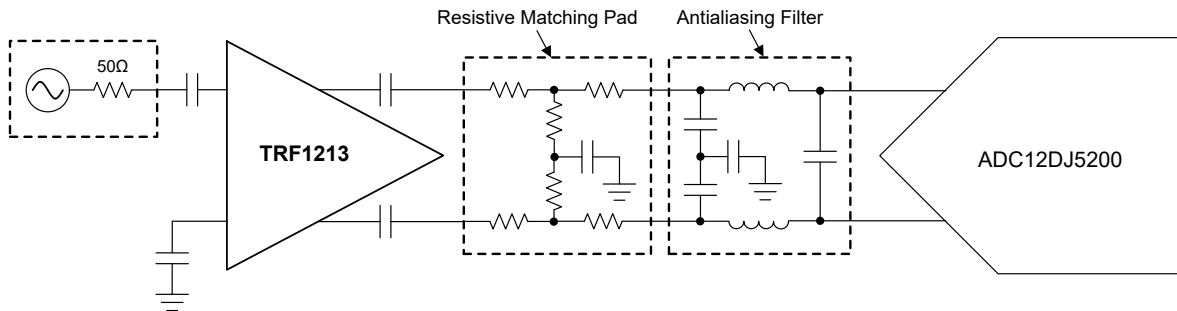 Resistive Matching Pad
Antialiasing Filter
50Ω
TRF1213
ADC12DJ5200